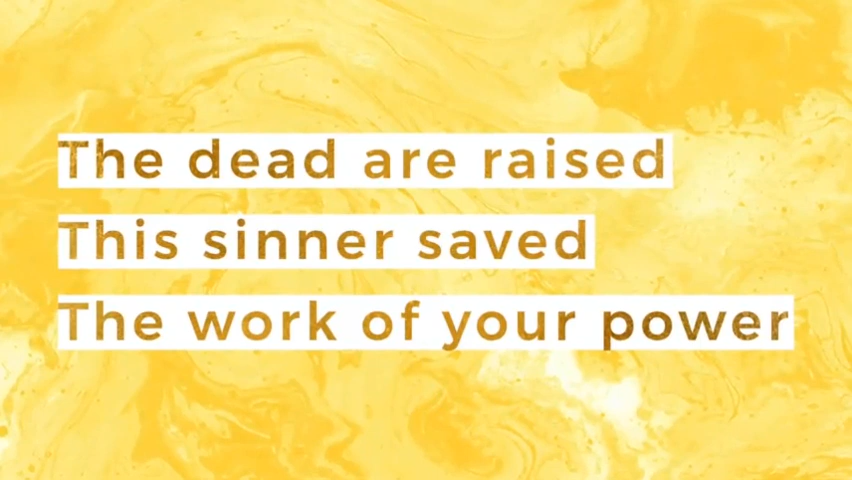 The dead are raised
This sinner saved
The work of your power